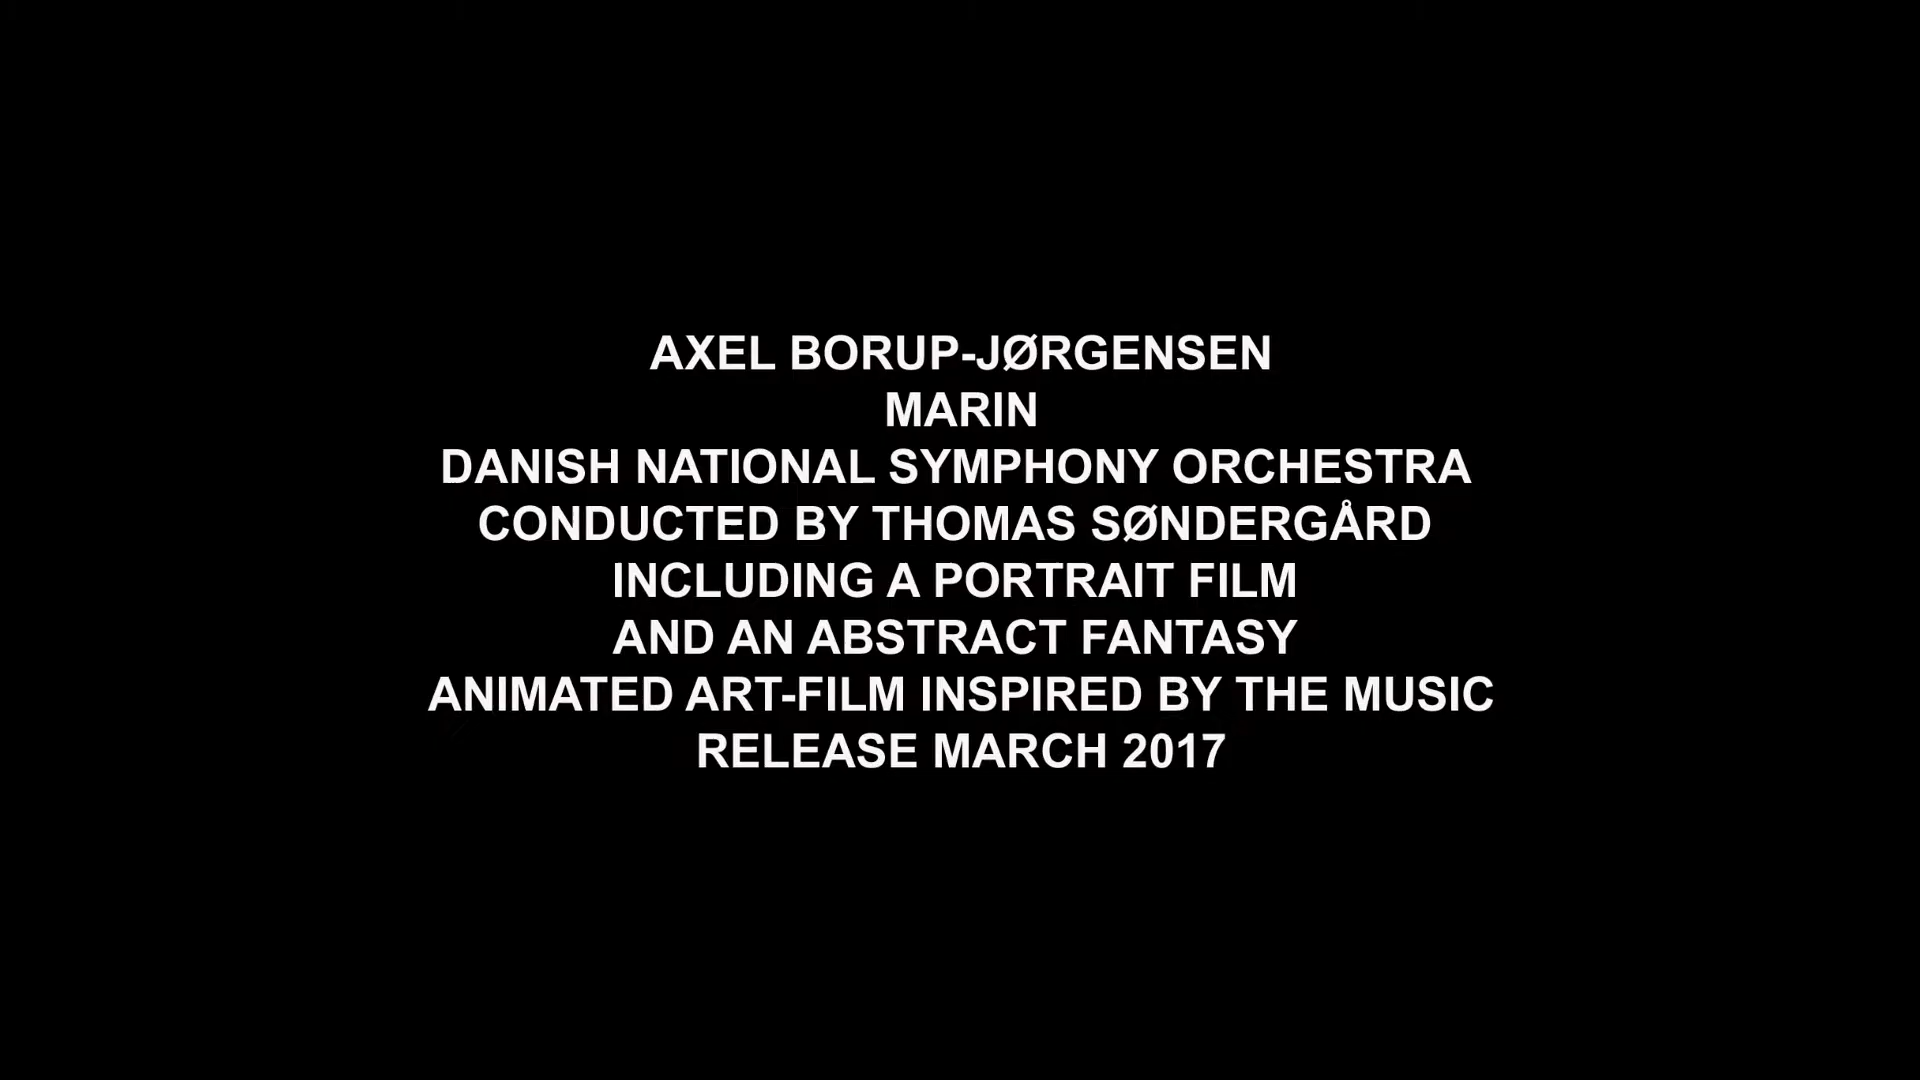 AXEL BORUP-JØRGENSEN
MARIN
DANISH NATIONAL SYMPHONY ORCHESTRA
CONDUCTED BY THOMAS SØNDERGÅRD
INCLUDING A PORTRAIT FILM
AND AN ABSTRACT FANTASY
ANIMATED ART-FILM INSPIRED BY THE MUSIC
RELEASE MARCH 2017